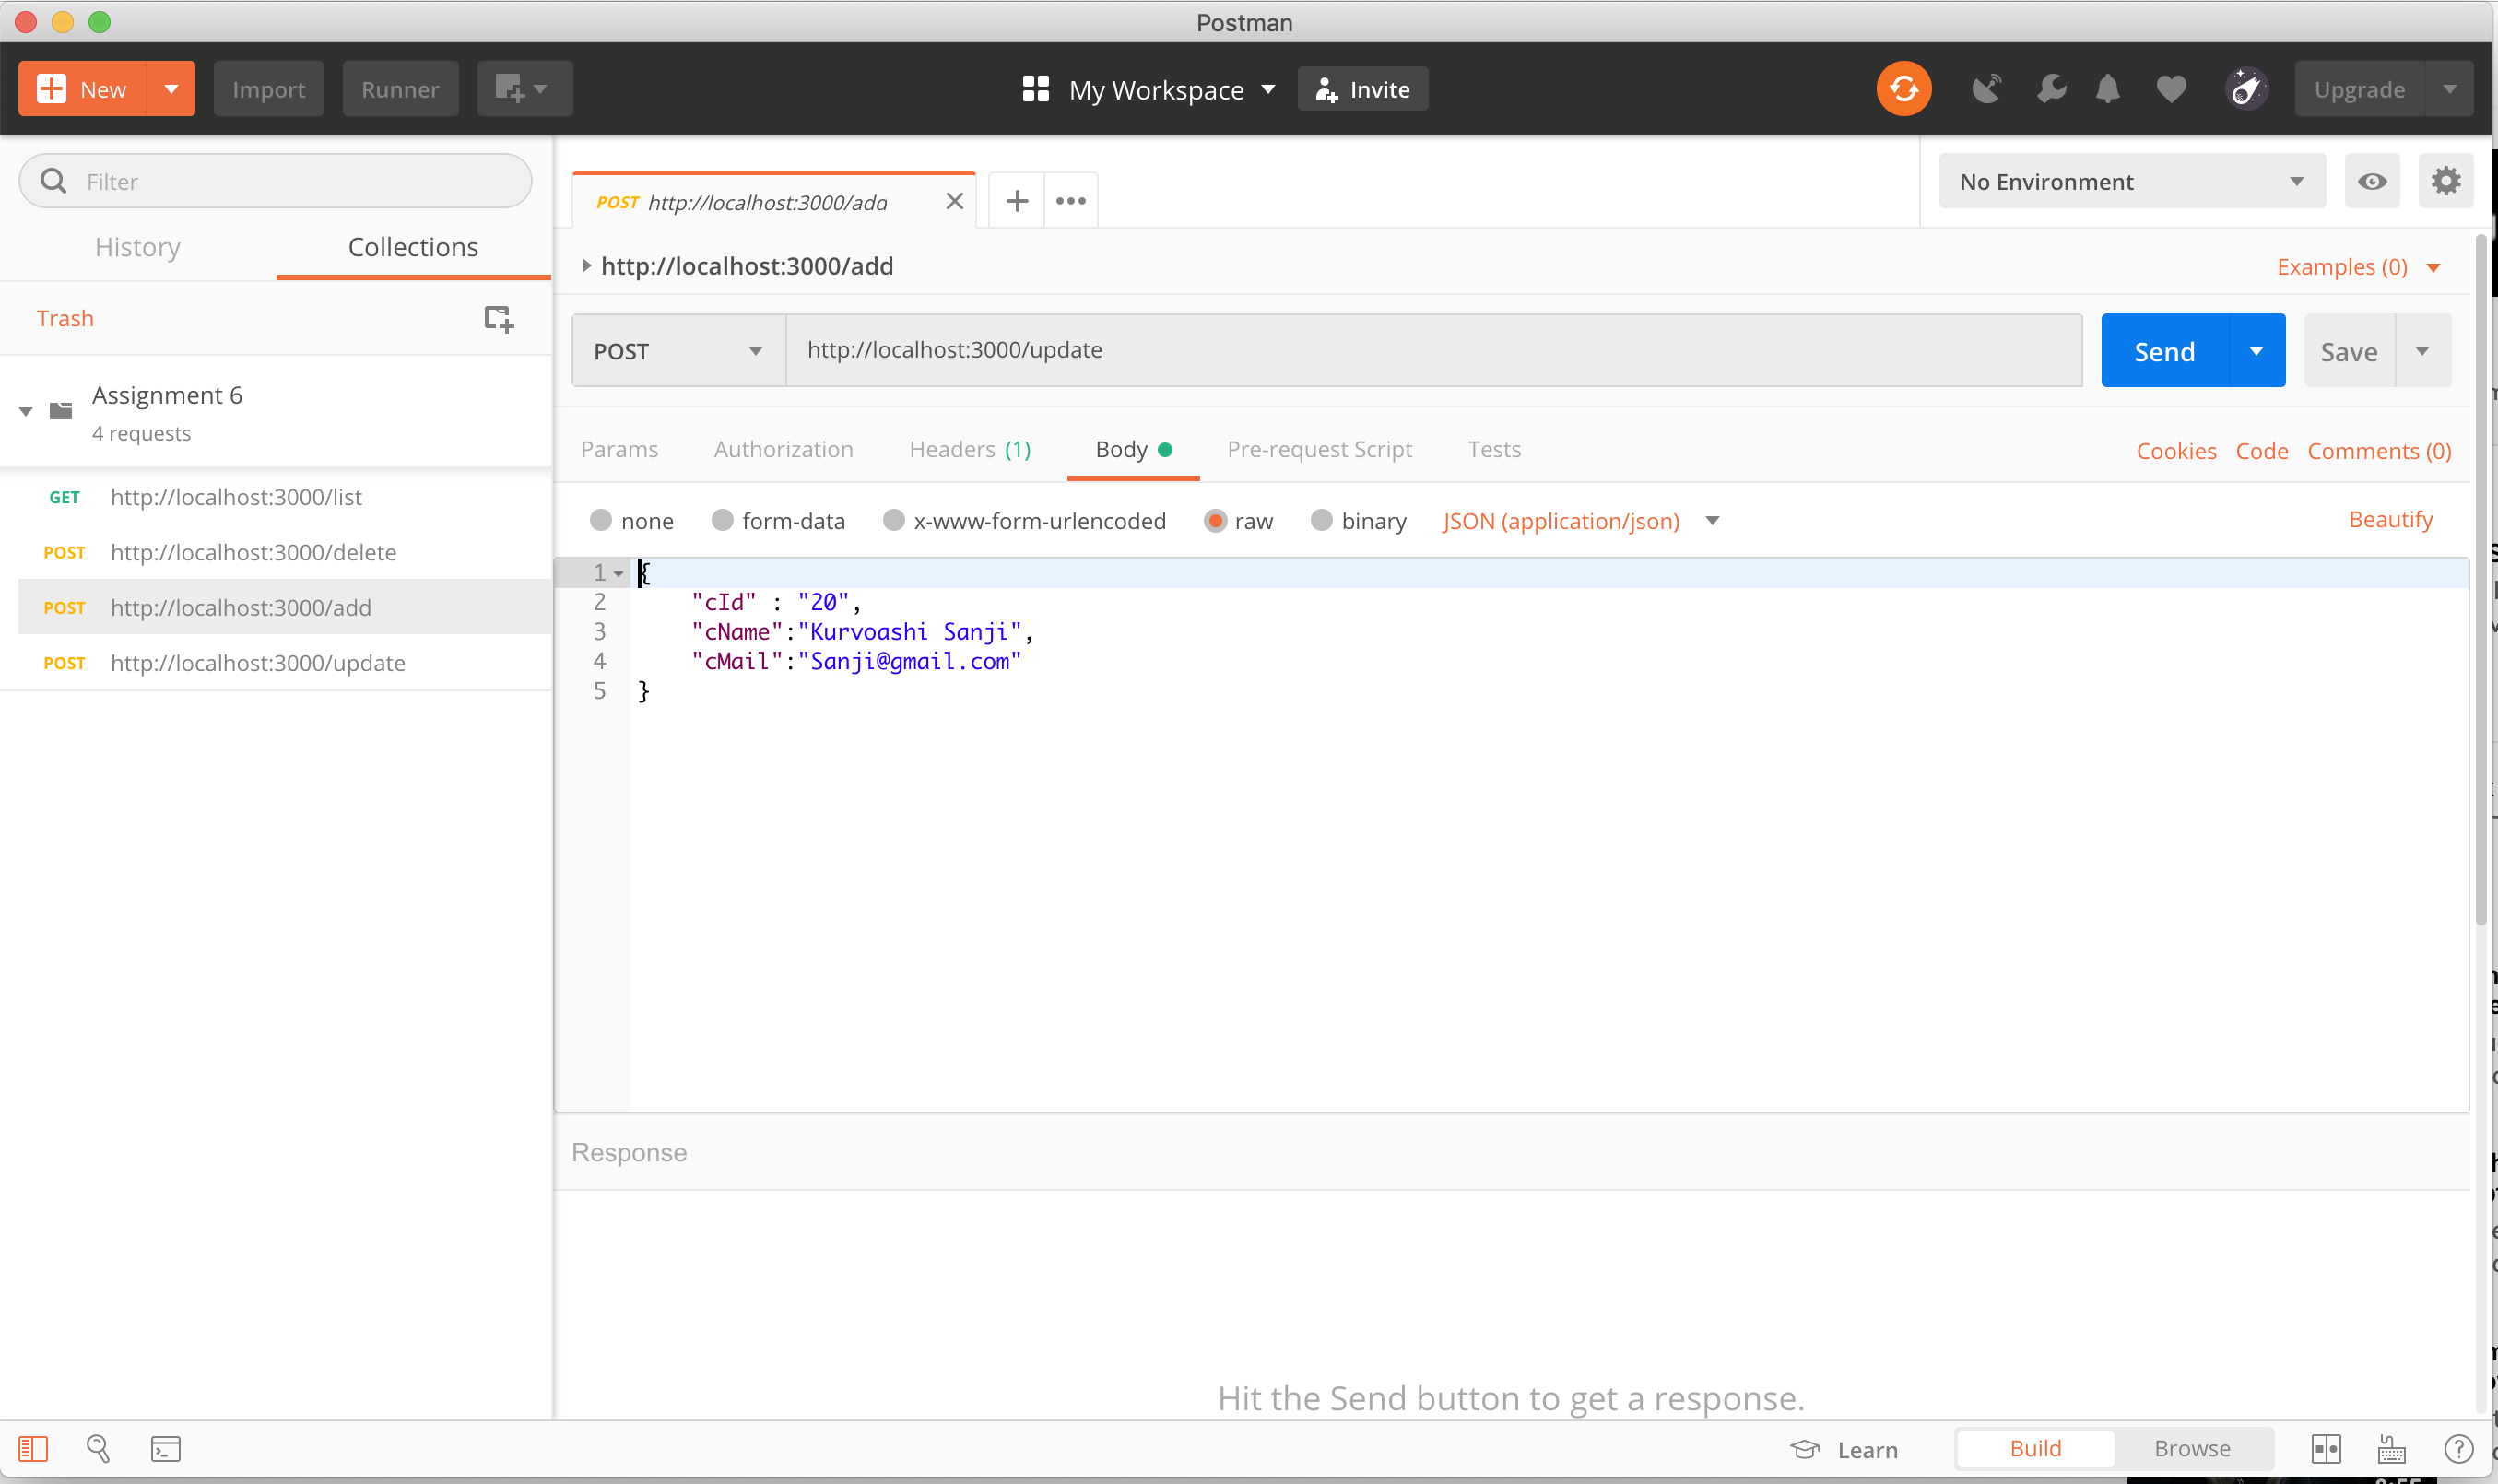 Postman
New Import Runner My Workspace Invite Upgrade
Filter
History Collections
Trash
Assignment 6
4 requests
GET http://localhost:3000/list
POST http://localhost:3000/delete
POST http://localhost:3000/add
POST http://localhost:3000/update
POST http://localhost:3000/add
No Environment
http://localhost:3000/add
Examples (0)
POST http://localhost:3000/update Send Save
Params Authorization Headers (1) Body Pre-request Script Tests Cookies Code Comments (0)
none form-data x-www-form-urlencoded raw binary JSON (application/json) Beautify
1 {
2 "cId" : "20",
3 "cName":"Kurvoashi Sanji",
4 "cMail":"Sanji@gmail.com"
5 }
Response
Hit the Send button to get a response.
Learn Build Browse